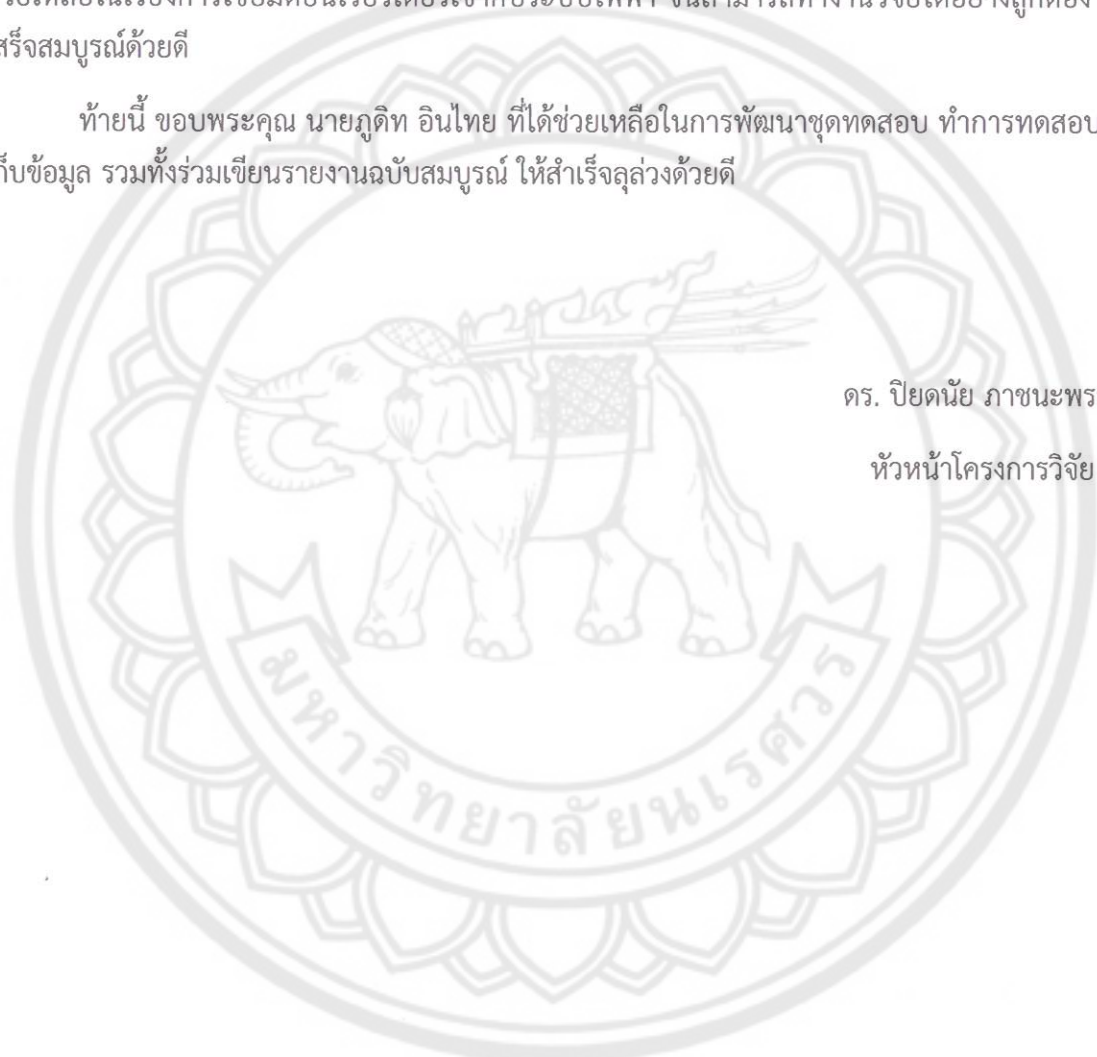 สร็จสมบูรณ์ด้วยดี
ท้ายนี้ ขอบพระคุณ นายภูดิท อินไทย ที่ได้ช่วยเหลือในการพัฒนาชุดทดสอบ ทำการทดสอบ
ก็บข้อมูล รวมทั้งร่วมเขียนรายงานฉบับสมบูรณ์ ให้สำเร็จลุล่วงด้วยดี
ดร. ปิยดนัย ภาชนะพร
หัวหน้าโครงการวิจัย
มหาวิทยาลัยนเรศวร